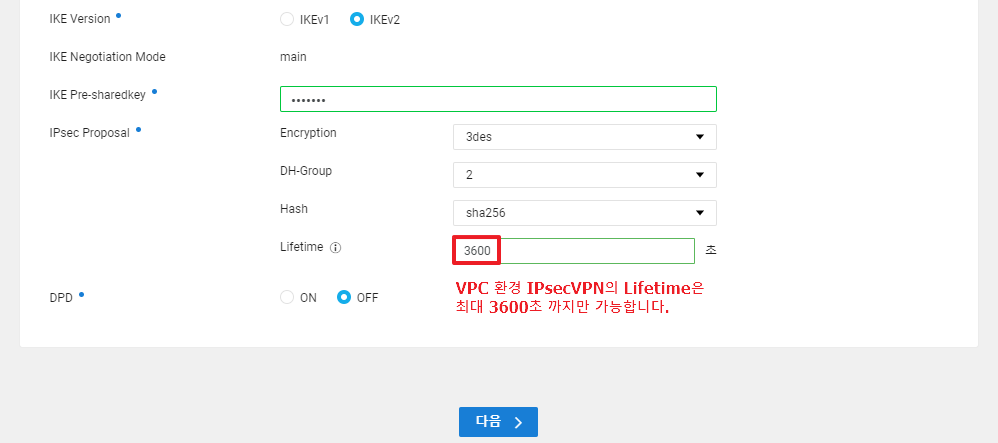 IKE Version
IKEv1 IKEv2
IKE Negotiation Mode main
IKE Pre-sharedkey •••••••
IPsec Proposal Encryption 3des
DH-Group 2
Hash sha256
Lifetime ⓘ 3600 초
DPD ON OFF
VPC 환경 IPsecVPN의 Lifetime은
최대 3600초 까지만 가능합니다.
다음 >